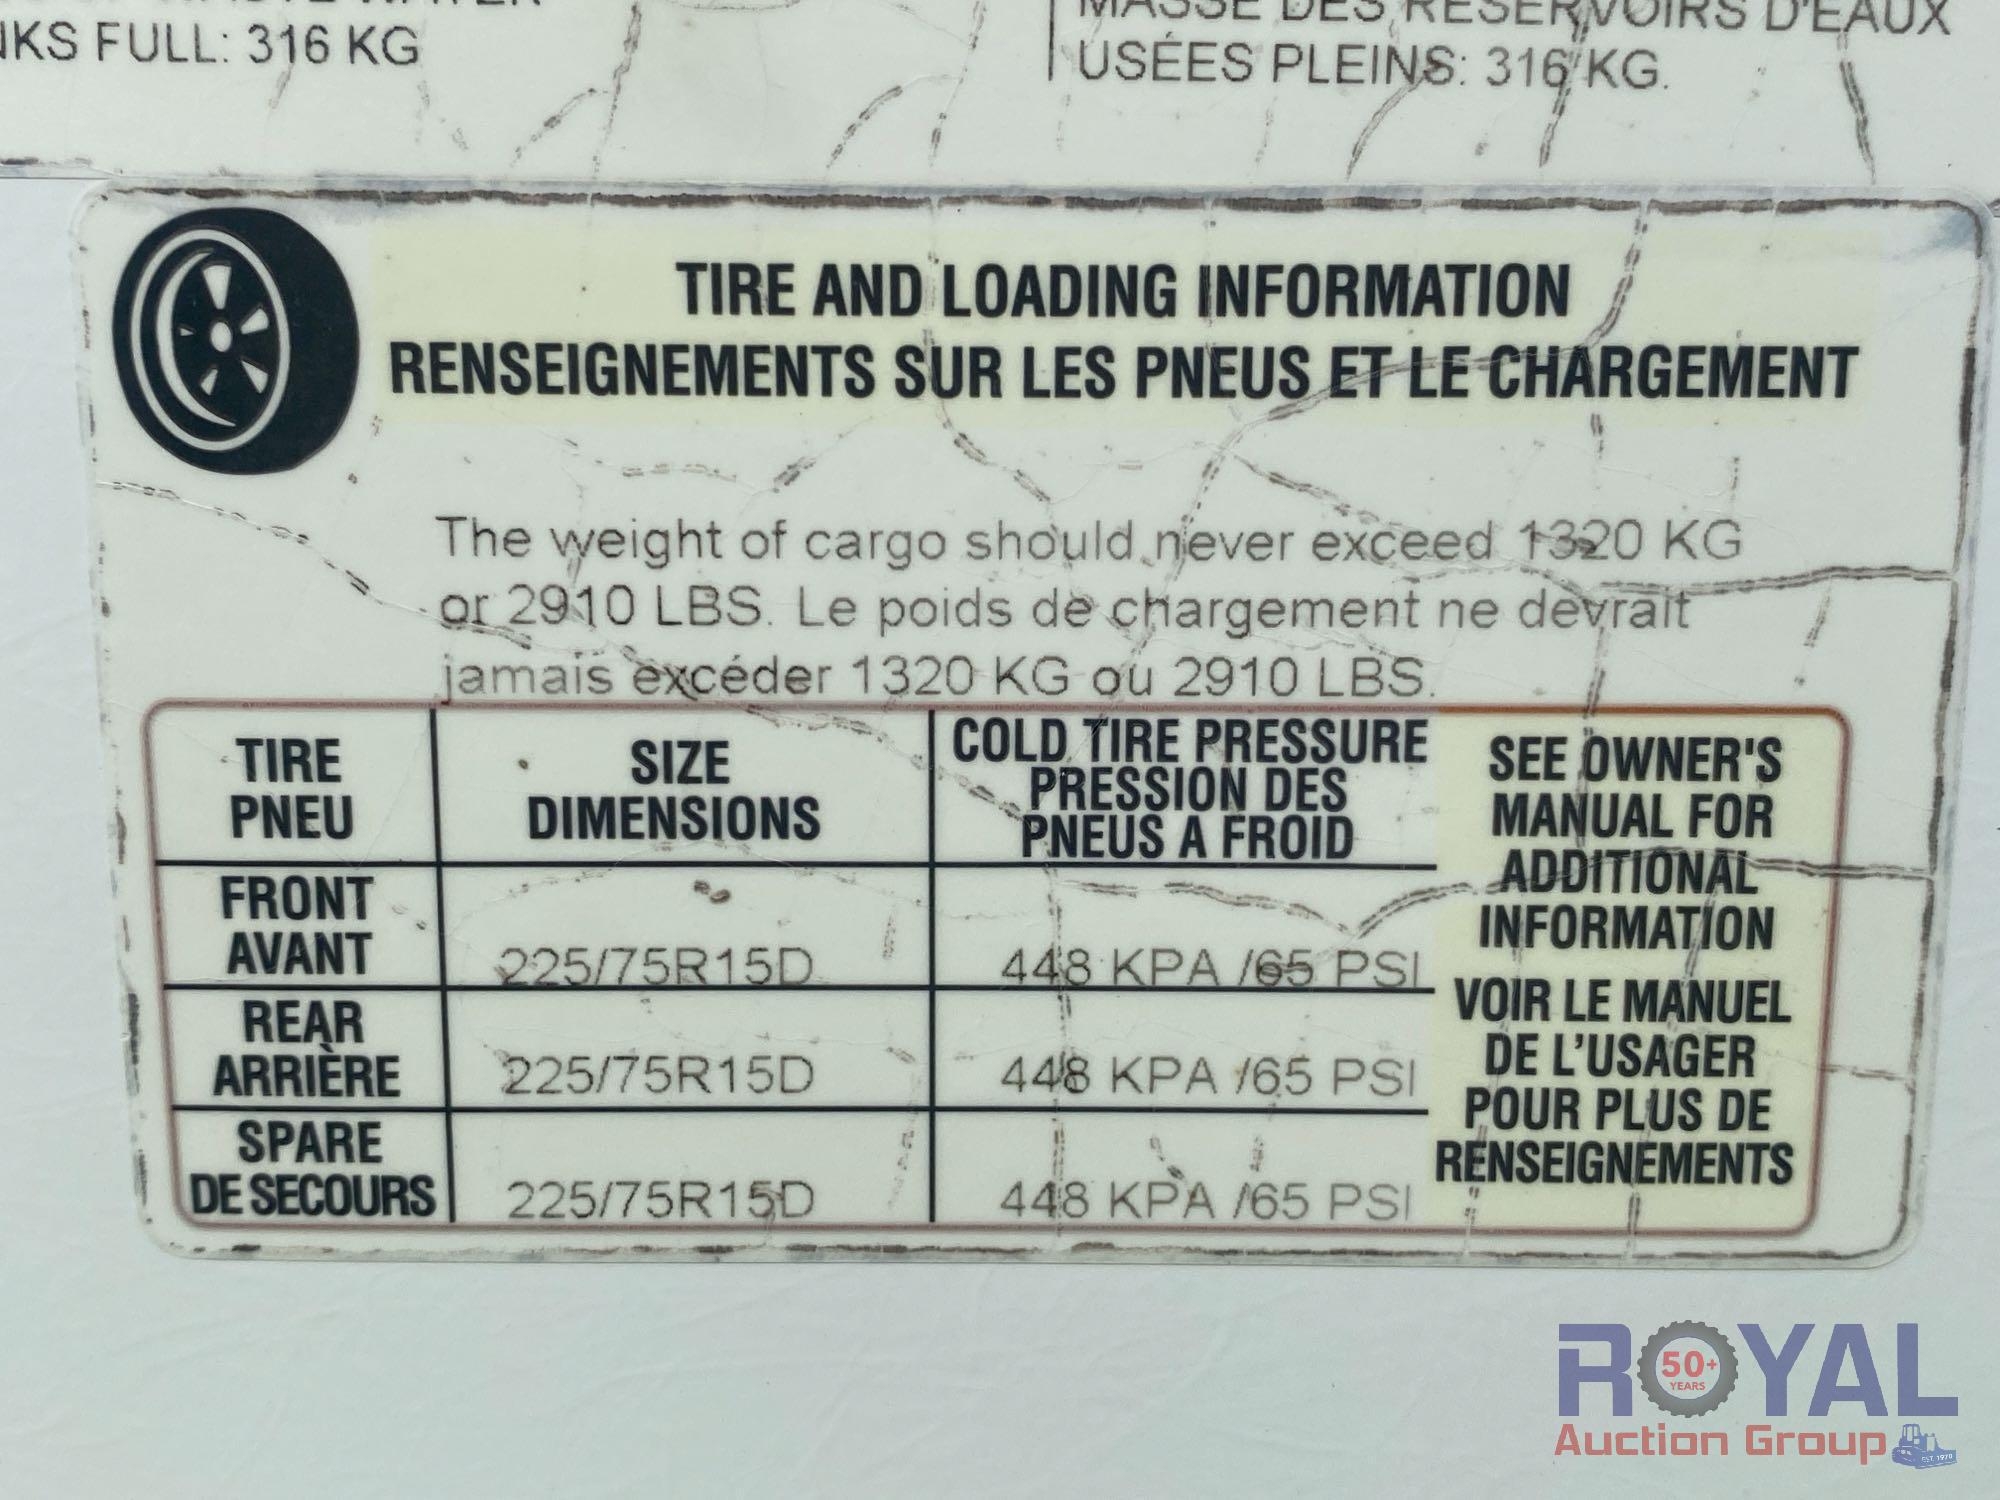 NKS FULL: 316 KG
MASSE DES RESERVOIRS D'EAUX
USÉES PLEINS: 316 KG.
TIRE AND LOADING INFORMATION
RENSEIGNEMENTS SUR LES PNEUS ET LE CHARGEMENT
The weight of cargo should never exceed 1320 KG
or 2910 LBS. Le poids de chargement ne devrait
jamais excéder 1320 KG ou 2910 LBS.
TIRE
PNEU
SIZE
DIMENSIONS
COLD TIRE PRESSURE
PRESSION DES
PNEUS A FROID
SEE OWNER'S
MANUAL FOR
ADDITIONAL
INFORMATION
VOIR LE MANUEL
DE L'USAGER
POUR PLUS DE
RENSEIGNEMENTS
FRONT
AVANT
225/75R15D
448 KPA /65 PSI
REAR
ARRIÈRE
225/75R15D
448 KPA /65 PSI
SPARE
DE SECOURS
225/75R15D
448 KPA /65 PSI
ROYAL
50+
YEARS
Auction Group
EST. 1970